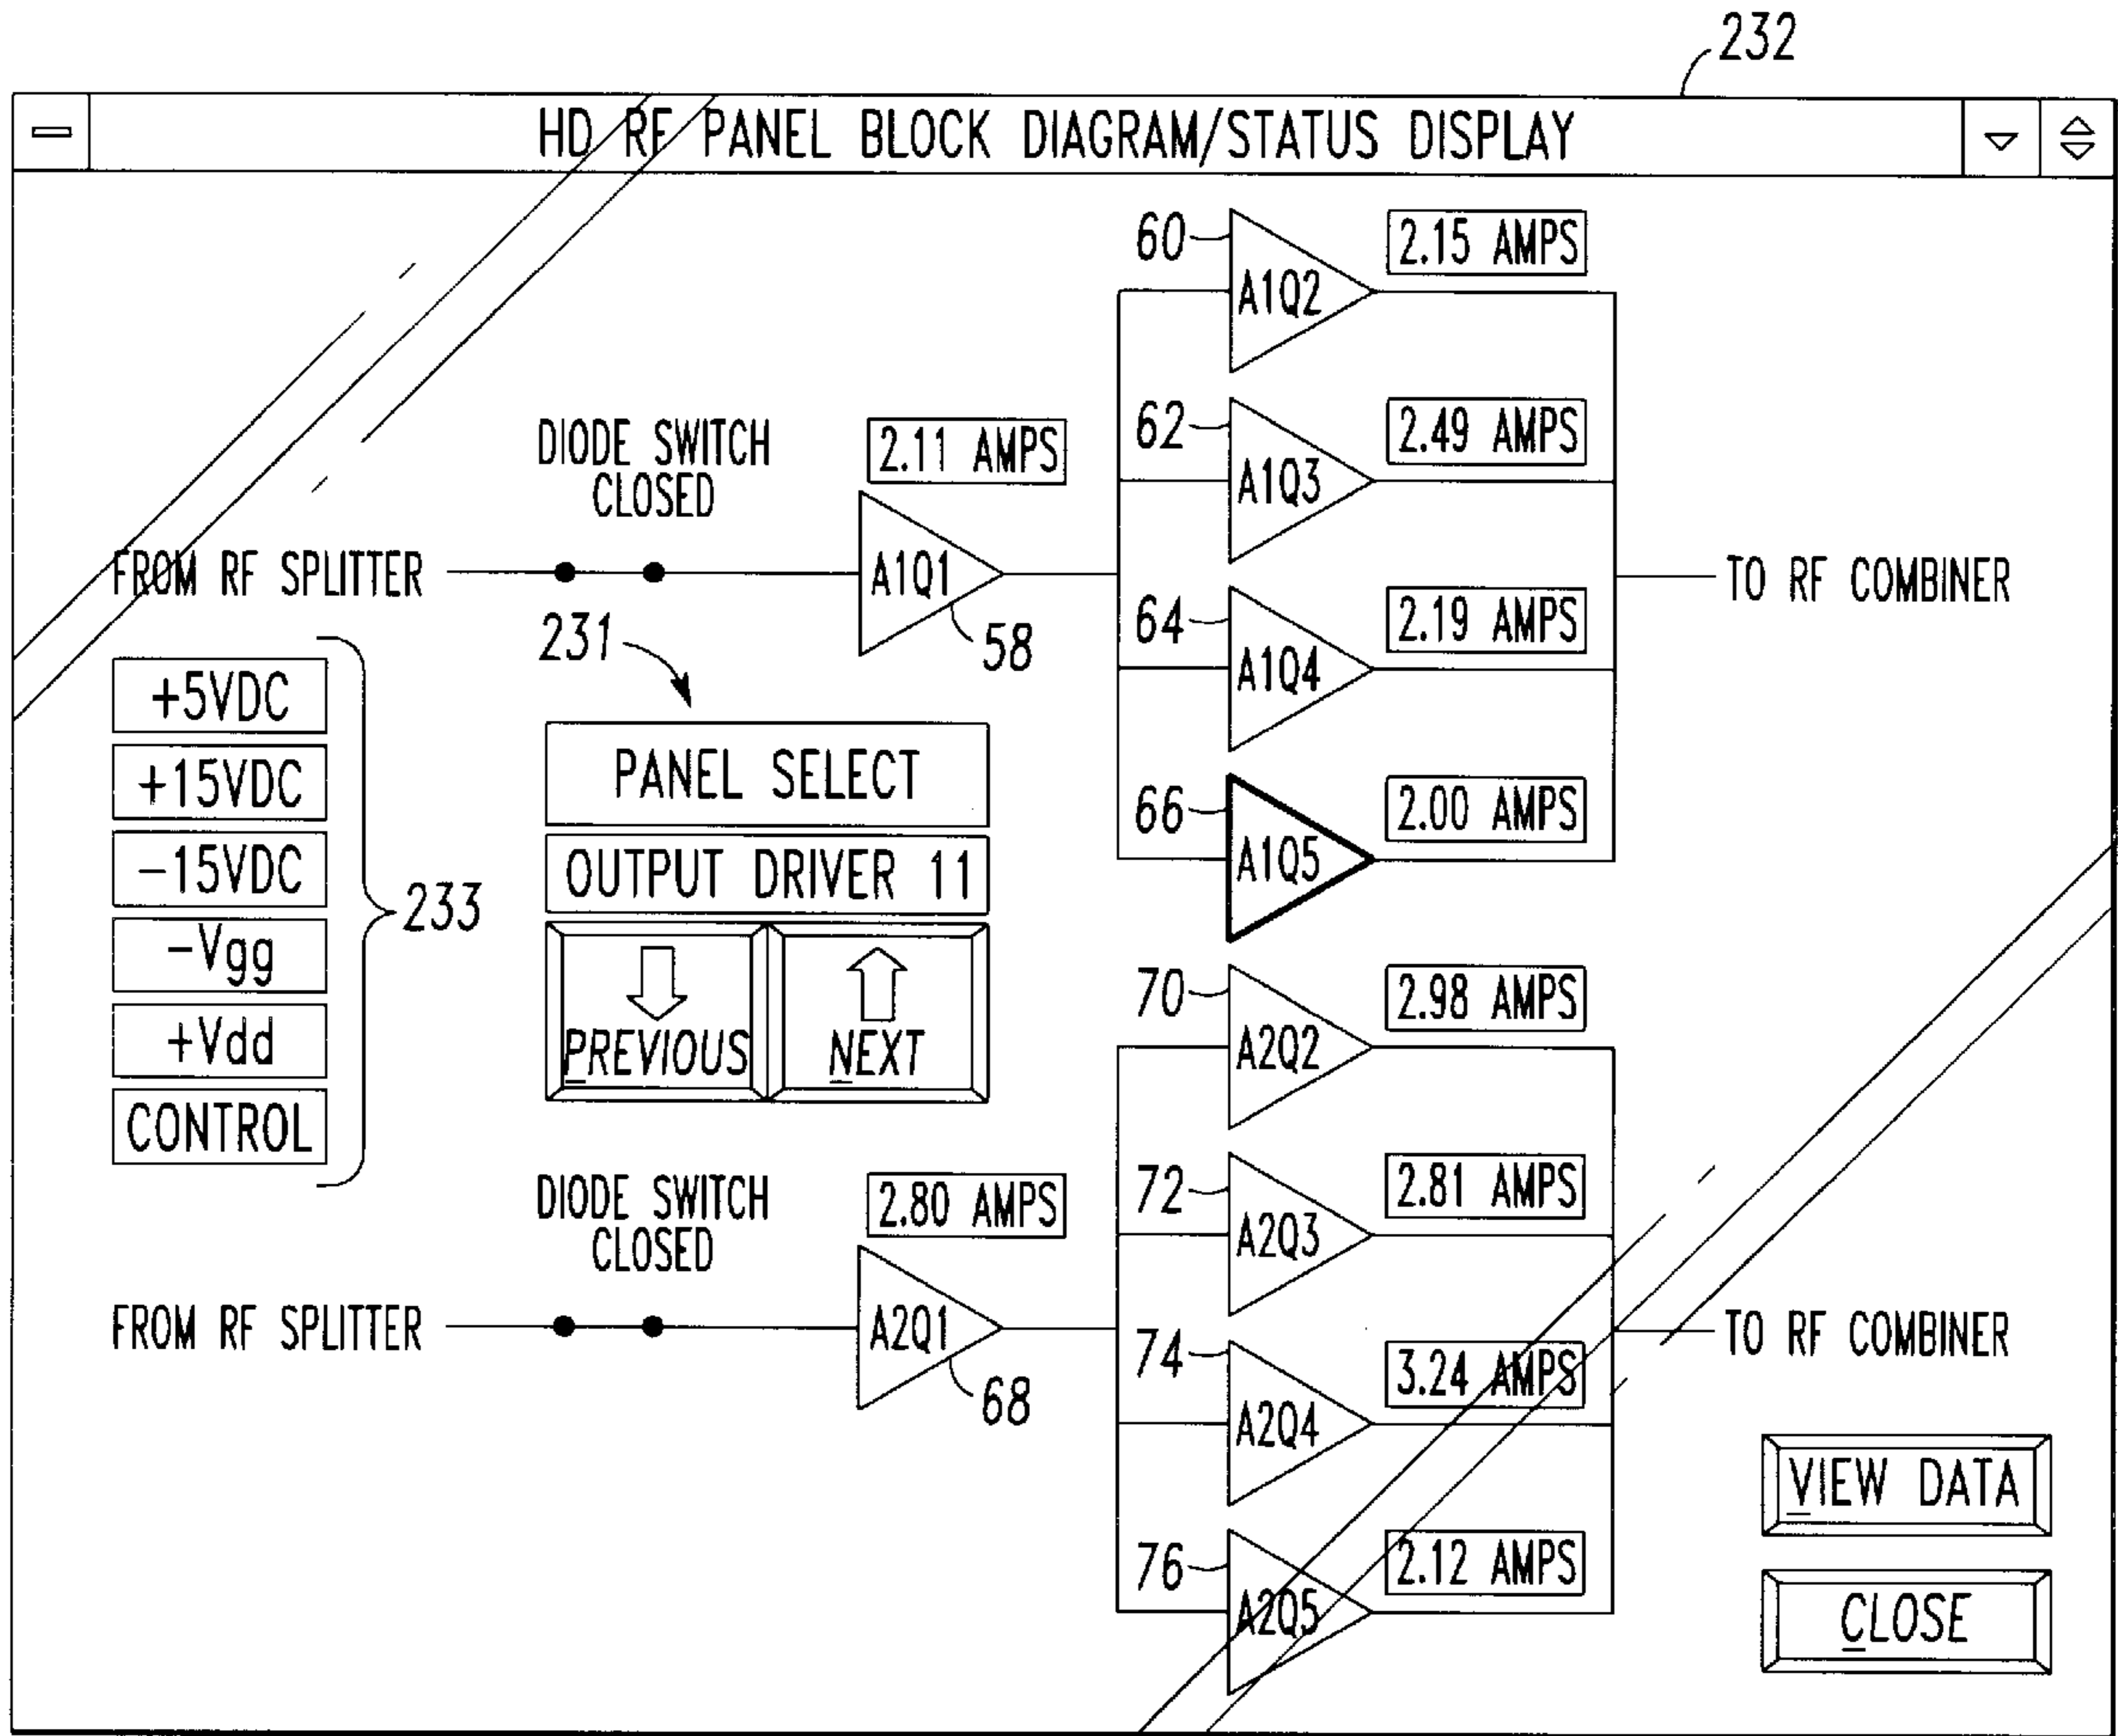 232
HD RF PANEL BLOCK DIAGRAM/STATUS DISPLAY
60
A1Q2
2.15 AMPS
DIODE SWITCH
CLOSED
2.11 AMPS
62
A1Q3
2.49 AMPS
FROM RF SPLITTER
A1Q1
58
TO RF COMBINER
64
A1Q4
2.19 AMPS
231
+5VDC
+15VDC
-15VDC
-Vgg
+Vdd
CONTROL
233
PANEL SELECT
OUTPUT DRIVER 11
PREVIOUS
NEXT
66
A1Q5
2.00 AMPS
70
A2Q2
2.98 AMPS
DIODE SWITCH
CLOSED
2.80 AMPS
72
A2Q3
2.81 AMPS
FROM RF SPLITTER
A2Q1
68
TO RF COMBINER
74
A2Q4
3.24 AMPS
76
A2Q5
2.12 AMPS
VIEW DATA
CLOSE